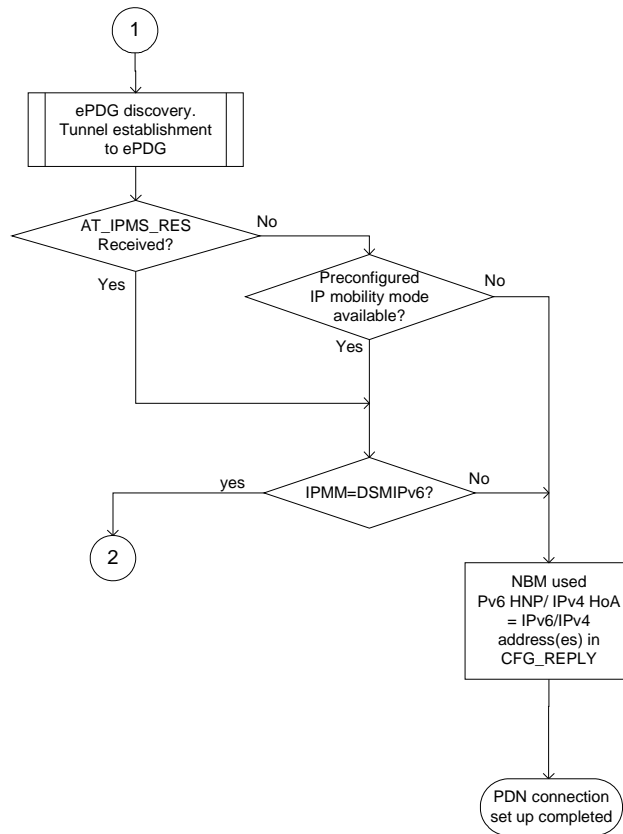 1
ePDG discovery.
Tunnel establishment
to ePDG
AT_IPMS_RES
Received?
No
Yes
Preconfigured
IP mobility mode
available?
No
Yes
IPMM=DSMIPv6?
yes
No
2
NBM used
Pv6 HNP/ IPv4 HoA
= IPv6/IPv4
address(es) in
CFG_REPLY
PDN connection
set up completed